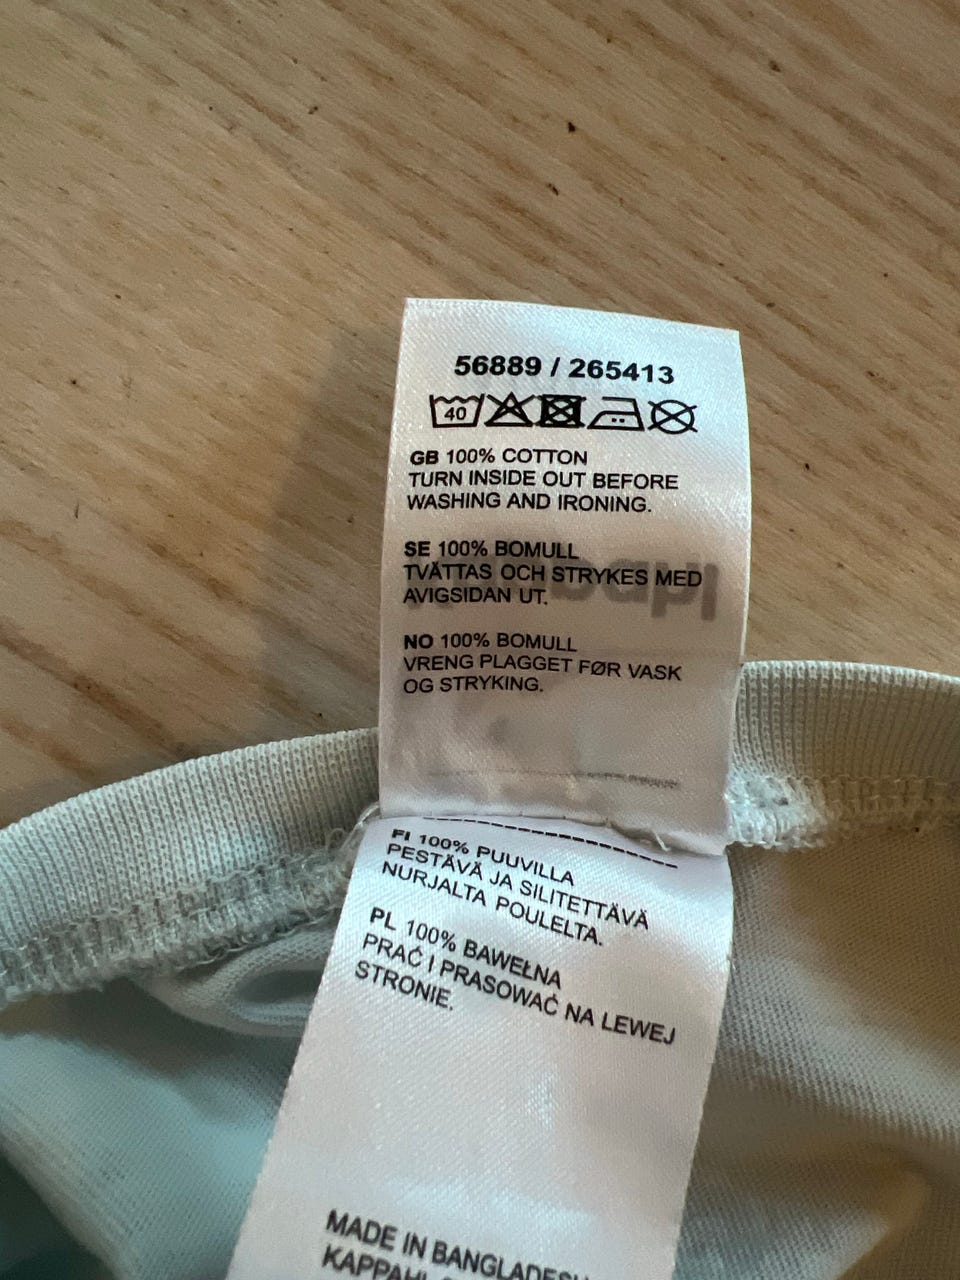 56889 / 265413
40
GB 100% COTTON
TURN INSIDE OUT BEFORE
WASHING AND IRONING.
SE 100% BOMULL
TVÄTTAS OCH STRYKES MED
AVIGSIDAN UT.
NO 100% BOMULL
VRENG PLAGGET FØR VASK
OG STRYKING.
FI 100% PUUVILLA
PESTÄVÄ JA SILITETTÄVÄ
NURJALTA POULELTA.
PL 100% BAWEŁNA
PRAĆ I PRASOWAĆ NA LEWEJ
STRONIE.
MADE IN BANGLADESH
KAPPAHL